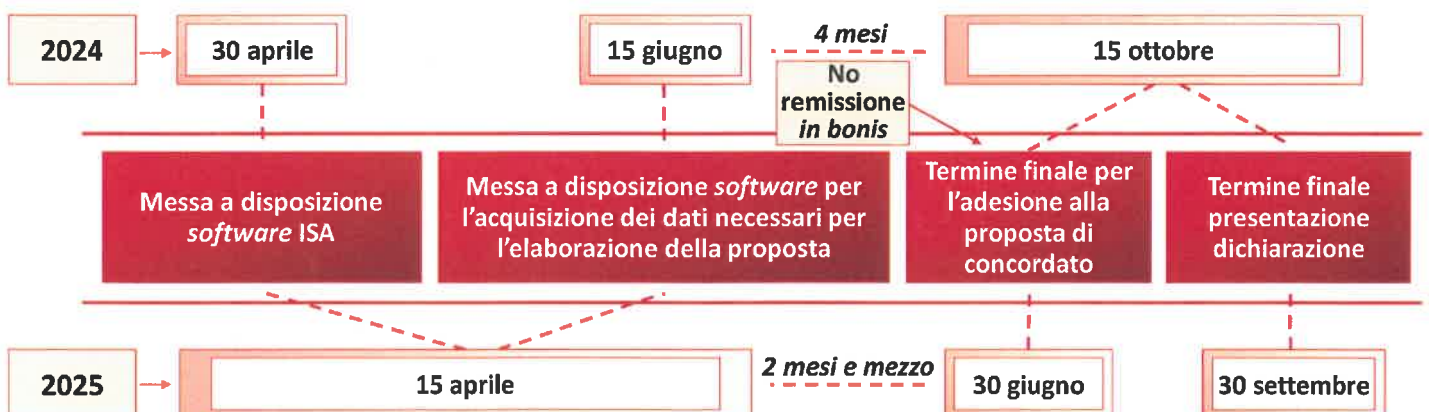 2024
30 aprile
15 giugno
4 mesi
15 ottobre
No
remissione
in bonis
Messa a disposizione
software ISA
Messa a disposizione software per
l'acquisizione dei dati necessari per
l'elaborazione della proposta
Termine finale per
l'adesione alla
proposta di
concordato
Termine finale
presentazione
dichiarazione
2025
15 aprile
2 mesi e mezzo
30 giugno
30 settembre